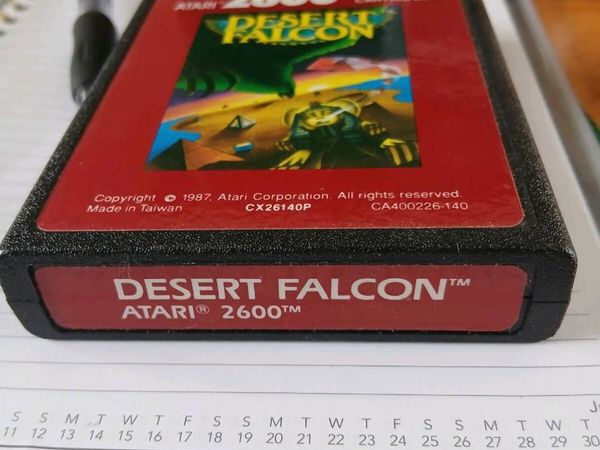 ATARI 2600
DESERT
FALCON
Copyright © 1987, Atari Corporation. All rights reserved.
Made in Taiwan CX26140P CA400226-140
DESERT FALCON™
ATARI® 2600™
S S M T W T F S S M T W T F S S M T W T
11 12 13 14 15 16 17 18 19 20 21 22 23 24 25 26 27 28 29 30